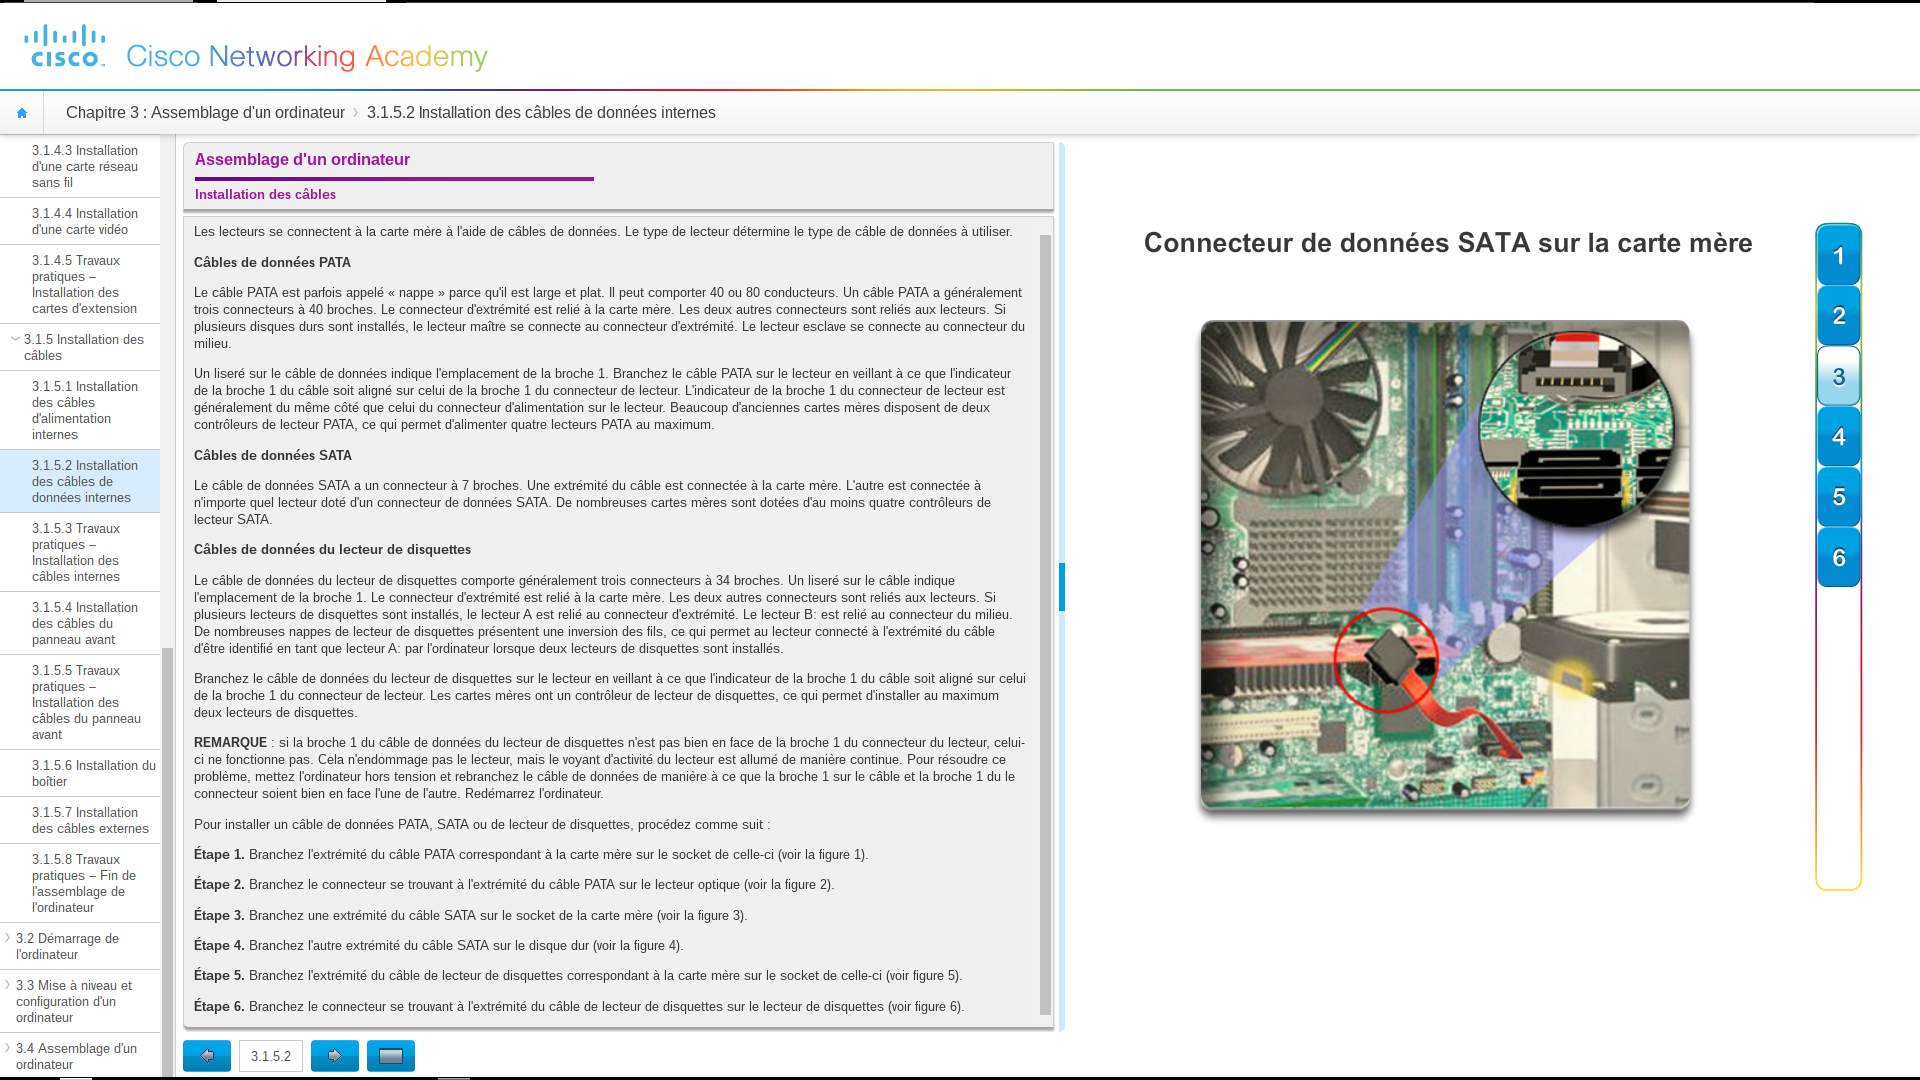 cisco
Cisco Networking Academy
Chapitre 3 : Assemblage d'un ordinateur
3.1.5.2 Installation des câbles de données internes
3.1.4.3 Installation
d'une carte réseau
sans fil
3.1.4.4 Installation
d'une carte vidéo
3.1.4.5 Travaux
pratiques –
Installation des
cartes d'extension
3.1.5 Installation des
câbles
3.1.5.1 Installation
des câbles
d'alimentation
internes
3.1.5.2 Installation
des câbles de
données internes
3.1.5.3 Travaux
pratiques –
Installation des
câbles internes
3.1.5.4 Installation
des câbles du
panneau avant
3.1.5.5 Travaux
pratiques –
Installation des
câbles du panneau
avant
3.1.5.6 Installation du
boîtier
3.1.5.7 Installation
des câbles externes
3.1.5.8 Travaux
pratiques – Fin de
l'assemblage de
l'ordinateur
3.2 Démarrage de
l'ordinateur
3.3 Mise à niveau et
configuration d'un
ordinateur
3.4 Assemblage d'un
ordinateur
Assemblage d'un ordinateur
Installation des câbles
Les lecteurs se connectent à la carte mère à l'aide de câbles de données. Le type de lecteur détermine le type de câble de données à utiliser.
Câbles de données PATA
Le câble PATA est parfois appelé « nappe » parce qu'il est large et plat. Il peut comporter 40 ou 80 conducteurs. Un câble PATA a généralement
trois connecteurs à 40 broches. Le connecteur d'extrémité est relié à la carte mère. Les deux autres connecteurs sont reliés aux lecteurs. Si
plusieurs disques durs sont installés, le lecteur maître se connecte au connecteur d'extrémité. Le lecteur esclave se connecte au connecteur du
milieu.
Un liseré sur le câble de données indique l'emplacement de la broche 1. Branchez le câble PATA sur le lecteur en veillant à ce que l'indicateur
de la broche 1 du câble soit aligné sur celui de la broche 1 du connecteur de lecteur. L'indicateur de la broche 1 du connecteur de lecteur est
généralement du même côté que celui du connecteur d'alimentation sur le lecteur. Beaucoup d'anciennes cartes mères disposent de deux
contrôleurs de lecteur PATA, ce qui permet d'alimenter quatre lecteurs PATA au maximum.
Câbles de données SATA
Le câble de données SATA a un connecteur à 7 broches. Une extrémité du câble est connectée à la carte mère. L'autre est connectée à
n'importe quel lecteur doté d'un connecteur de données SATA. De nombreuses cartes mères sont dotées d'au moins quatre contrôleurs de
lecteur SATA.
Câbles de données du lecteur de disquettes
Le câble de données du lecteur de disquettes comporte généralement trois connecteurs à 34 broches. Un liseré sur le câble indique
l'emplacement de la broche 1. Le connecteur d'extrémité est relié à la carte mère. Les deux autres connecteurs sont reliés aux lecteurs. Si
plusieurs lecteurs de disquettes sont installés, le lecteur A est relié au connecteur d'extrémité. Le lecteur B: est relié au connecteur du milieu.
De nombreuses nappes de lecteur de disquettes présentent une inversion des fils, ce qui permet au lecteur connecté à l'extrémité du câble
d'être identifié en tant que lecteur A: par l'ordinateur lorsque deux lecteurs de disquettes sont installés.
Branchez le câble de données du lecteur de disquettes sur le lecteur en veillant à ce que l'indicateur de la broche 1 du câble soit aligné sur celui
de la broche 1 du connecteur de lecteur. Les cartes mères ont un contrôleur de lecteur de disquettes, ce qui permet d'installer au maximum
deux lecteurs de disquettes.
REMARQUE : si la broche 1 du câble de données du lecteur de disquettes n'est pas bien en face de la broche 1 du connecteur du lecteur, celui-
ci ne fonctionne pas. Cela n'endommage pas le lecteur, mais le voyant d'activité du lecteur est allumé de manière continue. Pour résoudre ce
problème, mettez l'ordinateur hors tension et rebranchez le câble de données de manière à ce que la broche 1 sur le câble et la broche 1 du le
connecteur soient bien en face l'une de l'autre. Redémarrez l'ordinateur.
Pour installer un câble de données PATA, SATA ou de lecteur de disquettes, procédez comme suit :
Étape 1. Branchez l'extrémité du câble PATA correspondant à la carte mère sur le socket de celle-ci (voir la figure 1).
Étape 2. Branchez le connecteur se trouvant à l'extrémité du câble PATA sur le lecteur optique (voir la figure 2).
Étape 3. Branchez une extrémité du câble SATA sur le socket de la carte mère (voir la figure 3).
Étape 4. Branchez l'autre extrémité du câble SATA sur le disque dur (voir la figure 4).
Étape 5. Branchez l'extrémité du câble de lecteur de disquettes correspondant à la carte mère sur le socket de celle-ci (voir figure 5).
Étape 6. Branchez le connecteur se trouvant à l'extrémité du câble de lecteur de disquettes sur le lecteur de disquettes (voir figure 6).
3.1.5.2
Connecteur de données SATA sur la carte mère
1
2
3
4
5
6